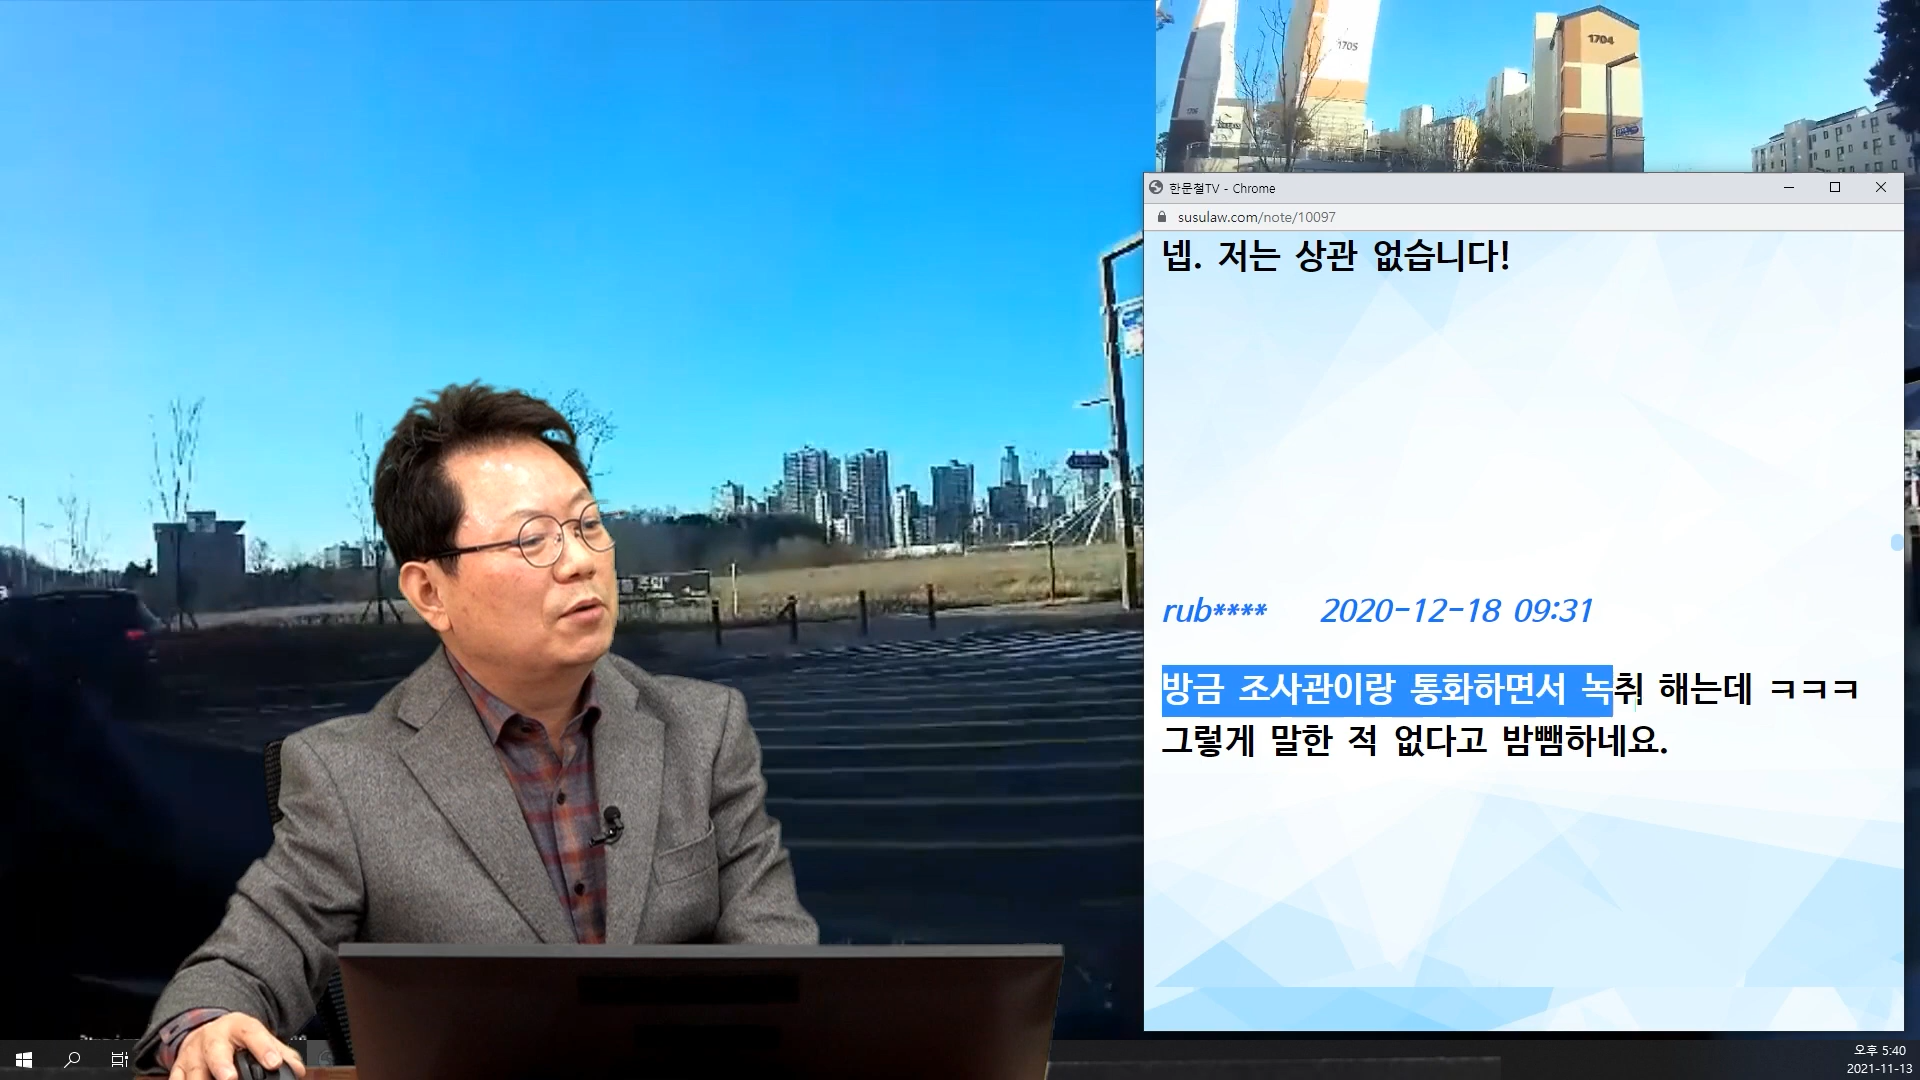 1705
1704
한문철TV - Chrome
susulaw.com/note/10097
넵. 저는 상관 없습니다!
rub**** 2020-12-18 09:31
방금 조사관이랑 통화하면서 녹취 해는데 ㅋㅋㅋ
그렇게 말한 적 없다고 밤뺌하네요.
오후 5:40
2021-11-13